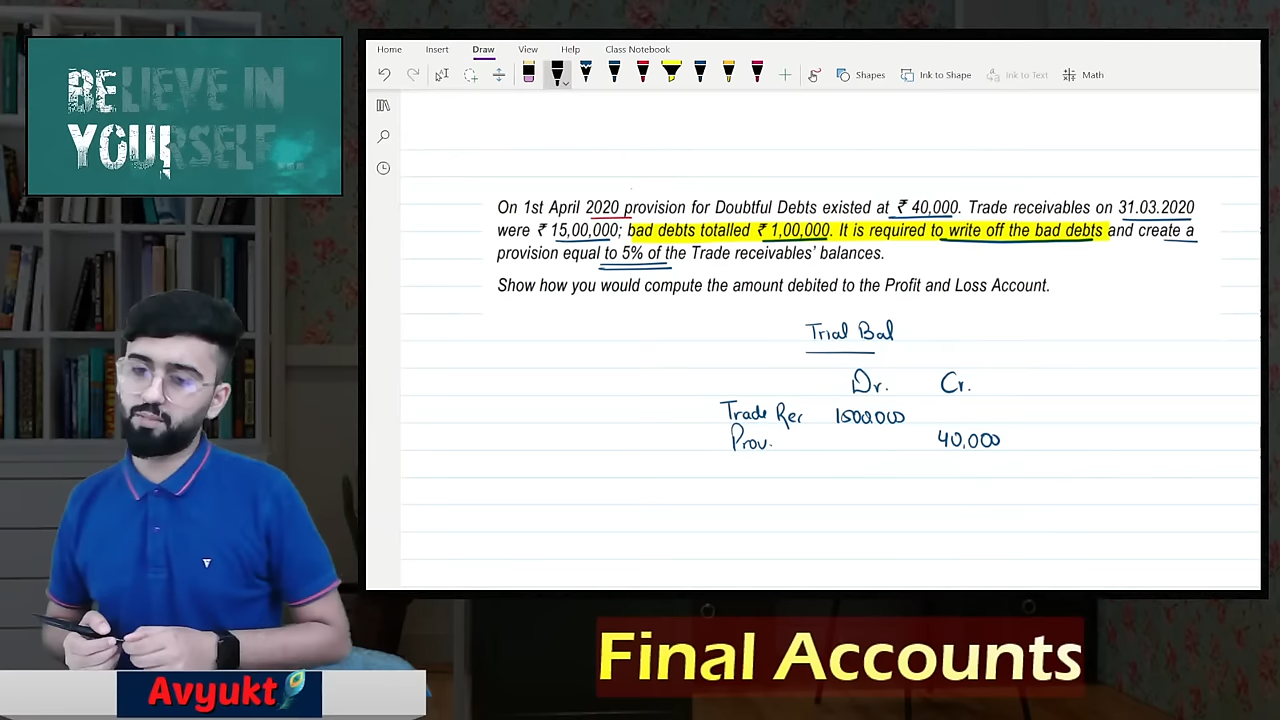 BELIEVE IN
YOURSELF...
Home Insert Draw View Help Class Notebook
Shapes Ink to Shape Ink to Text Math
On 1st April 2020 provision for Doubtful Debts existed at ₹ 40,000. Trade receivables on 31.03.2020
were ₹ 15,00,000; bad debts totalled ₹ 1,00,000. It is required to write off the bad debts and create a
provision equal to 5% of the Trade receivables' balances.
Show how you would compute the amount debited to the Profit and Loss Account.
Trial Bal
Dr. Cr.
Trade Rec 1500000
Prov. 40,000
Final Accounts
Avyukt